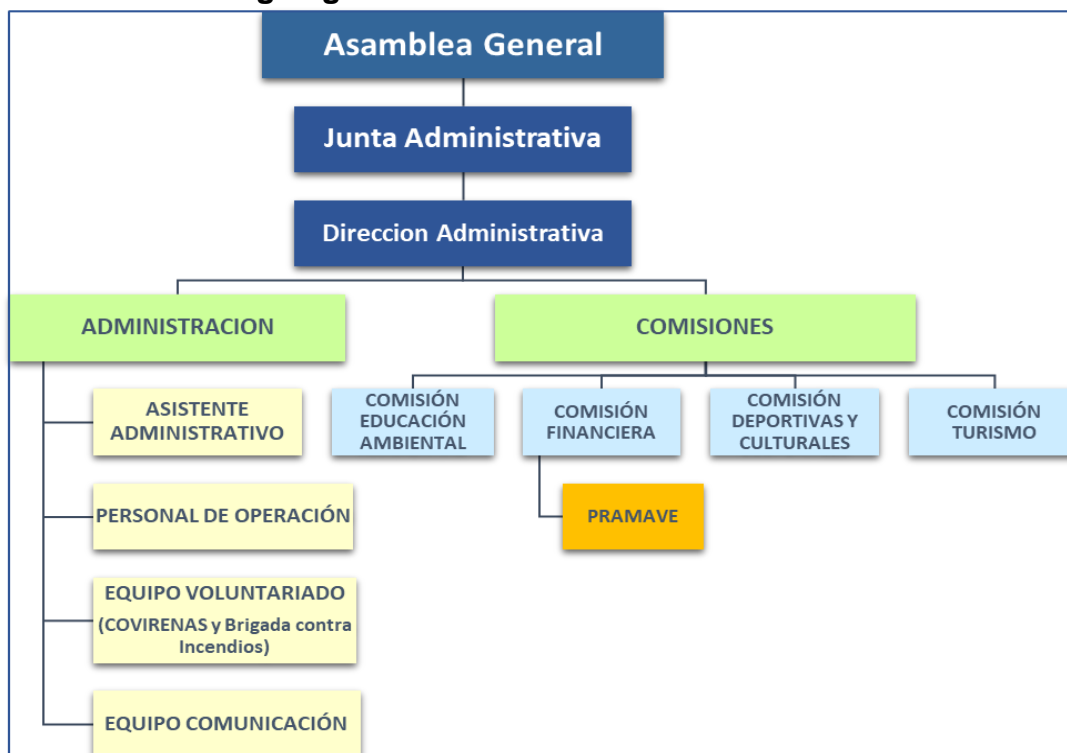 Asamblea General
Junta Administrativa
Direccion Administrativa
ADMINISTRACION
COMISIONES
ASISTENTE
ADMINISTRATIVO
PERSONAL DE OPERACIÓN
EQUIPO VOLUNTARIADO
(COVIRENAS y Brigada contra
Incendios)
EQUIPO COMUNICACIÓN
COMISIÓN
EDUCACIÓN
AMBIENTAL
COMISIÓN
FINANCIERA
COMISIÓN
DEPORTIVAS Y
CULTURALES
COMISIÓN
TURISMO
PRAMAVE